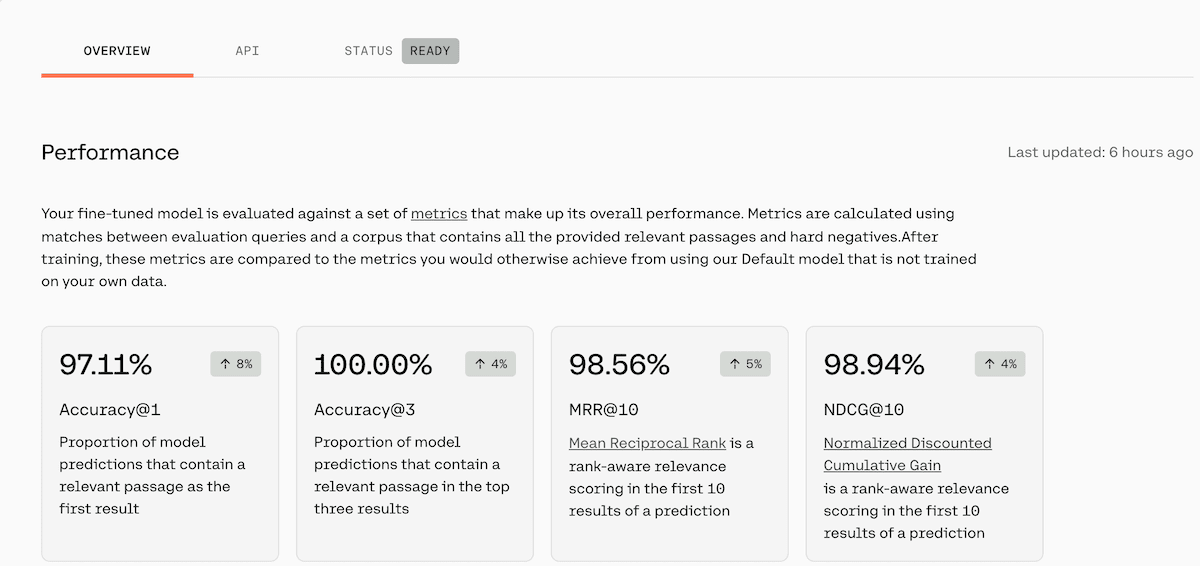 OVERVIEW API STATUS READY
Performance Last updated: 6 hours ago
Your fine-tuned model is evaluated against a set of metrics that make up its overall performance. Metrics are calculated using
matches between evaluation queries and a corpus that contains all the provided relevant passages and hard negatives.After
training, these metrics are compared to the metrics you would otherwise achieve from using our Default model that is not trained
on your own data.
97.11% ↑ 8%
Accuracy@1
Proportion of model
predictions that contain a
relevant passage as the
first result
100.00% ↑ 4%
Accuracy@3
Proportion of model
predictions that contain a
relevant passage in the top
three results
98.56% ↑ 5%
MRR@10
Mean Reciprocal Rank is a
rank-aware relevance
scoring in the first 10
results of a prediction
98.94% ↑ 4%
NDCG@10
Normalized Discounted
Cumulative Gain
is a rank-aware relevance
scoring in the first 10
results of a prediction